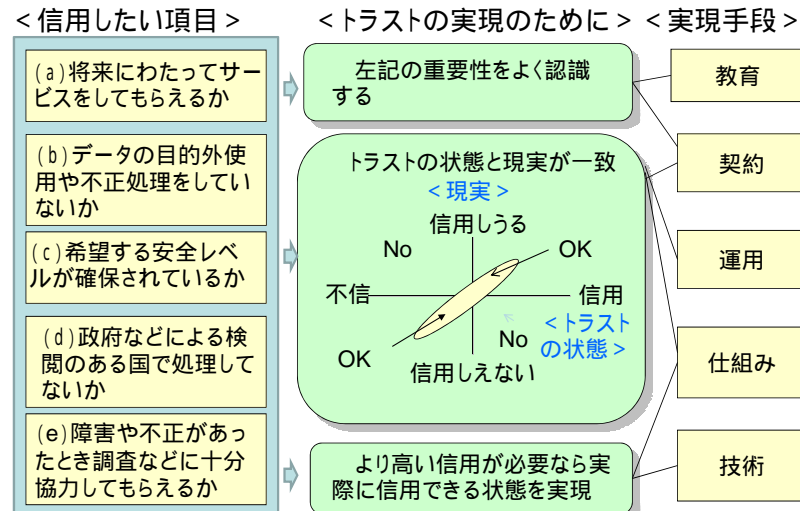 <信用したい項目>
<トラストの実現のために>
<実現手段>
(a)将来にわたってサー
ビスをしてもらえるか
(b)データの目的外使
用や不正処理をしてい
ないか
(c)希望する安全レベ
ルが確保されているか
(d)政府などによる検
閲のある国で処理して
ないか
(e)障害や不正があっ
たとき調査などに十分
協力してもらえるか
左記の重要性をよく認識
する
トラストの状態と現実が一致
<現実>
信用しうる
No
OK
不信
信用
<トラスト
の状態>
No
OK
信用しえない
より高い信用が必要なら実
際に信用できる状態を実現
教育
契約
運用
仕組み
技術